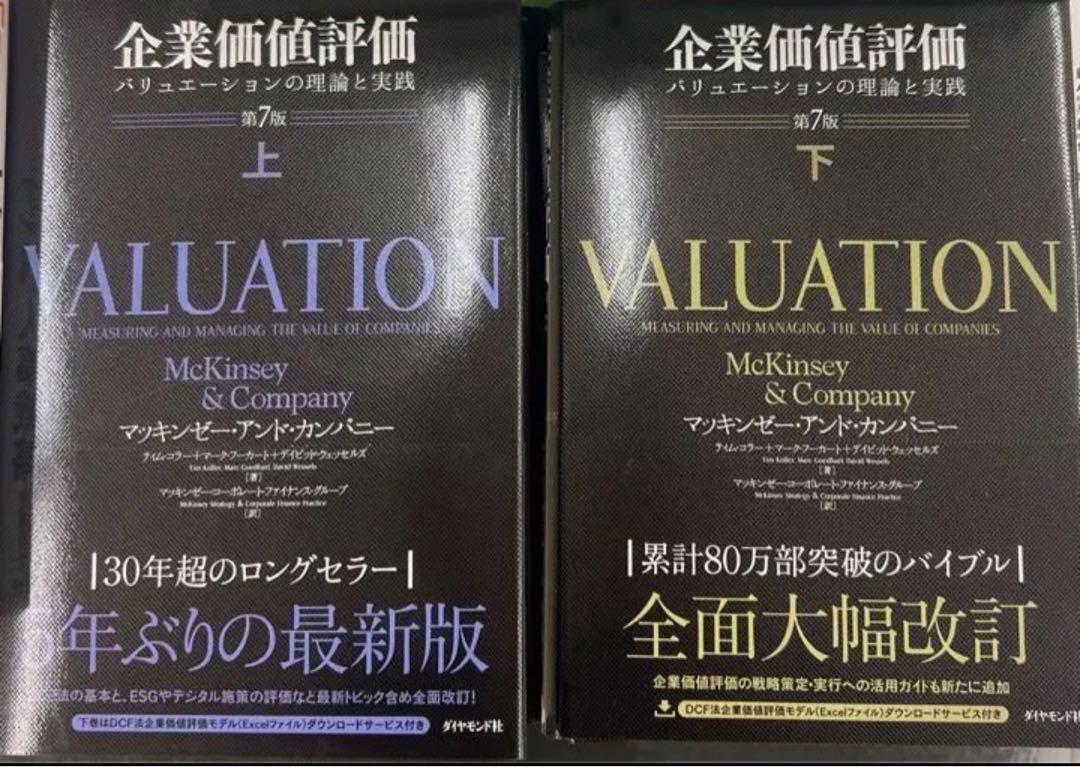 企業価値評価
バリュエーションの理論と実践
第7版
上
VALUATION
MEASURING AND MANAGING THE VALUE OF COMPANIES
McKinsey
& Company
マッキンゼー・アンド・カンパニー
ティム・コラー+マーク・フーカート+デイビッド・ウェッセルズ
Tim Koller, Marc Goedhart, David Wessels
[著]
マッキンゼー・コーポレートファイナンス・グループ
McKinsey Strategy & Corporate Finance Practice
[訳]
30年超のロングセラー
5年ぶりの最新版
法の基本と、ESGやデジタル施策の評価など最新トピック含め全面改訂!
下巻はDCF法企業価値評価モデル(Excelファイル)ダウンロードサービス付き
ダイヤモンド社
企業価値評価
バリュエーションの理論と実践
第7版
下
VALUATION
MEASURING AND MANAGING THE VALUE OF COMPANIES
McKinsey
& Company
マッキンゼー・アンド・カンパニー
ティム・コラー+マーク・フーカート+デイビッド・ウェッセルズ
Tim Koller, Marc Goedhart, David Wessels
[著]
マッキンゼー・コーポレートファイナンス・グループ
McKinsey Strategy & Corporate Finance Practice
[訳]
累計80万部突破のバイブル
全面大幅改訂
企業価値評価の戦略策定・実行への活用ガイドも新たに追加
DCF法企業価値評価モデル(Excelファイル)ダウンロードサービス付き
ダイヤモンド社